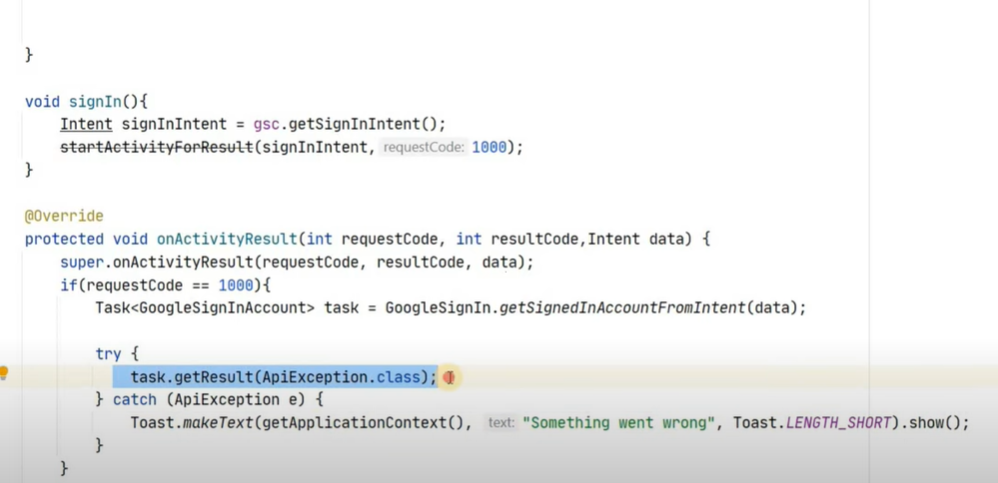 }
void signIn(){
Intent signInIntent = gsc.getSignInIntent();
startActivityForResult(signInIntent, requestCode: 1000);
}
@Override
protected void onActivityResult(int requestCode, int resultCode,Intent data) {
super.onActivityResult(requestCode, resultCode, data);
if(requestCode == 1000){
Task<GoogleSignInAccount> task = GoogleSignIn.getSignedInAccountFromIntent(data);
try {
task.getResult(ApiException.class);
} catch (ApiException e) {
Toast.makeText(getApplicationContext(), text: "Something went wrong", Toast.LENGTH_SHORT).show();
}
}